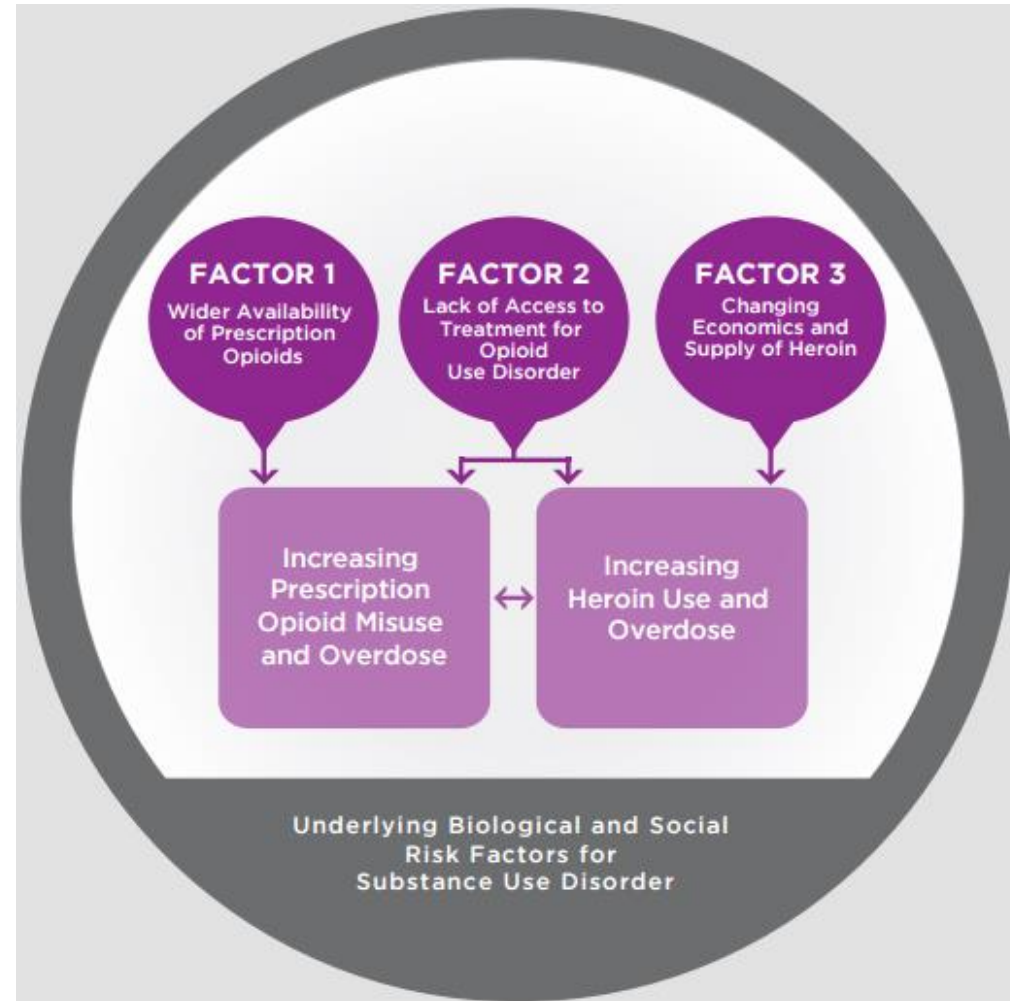 FACTOR 1
Wider Availability
of Prescription
Opioids
FACTOR 2
Lack of Access to
Treatment for
Opioid
Use Disorder
FACTOR 3
Changing
Economics and
Supply of Heroin
Increasing
Prescription
Opioid Misuse
and Overdose
Increasing
Heroin Use and
Overdose
Underlying Biological and Social
Risk Factors for
Substance Use Disorder